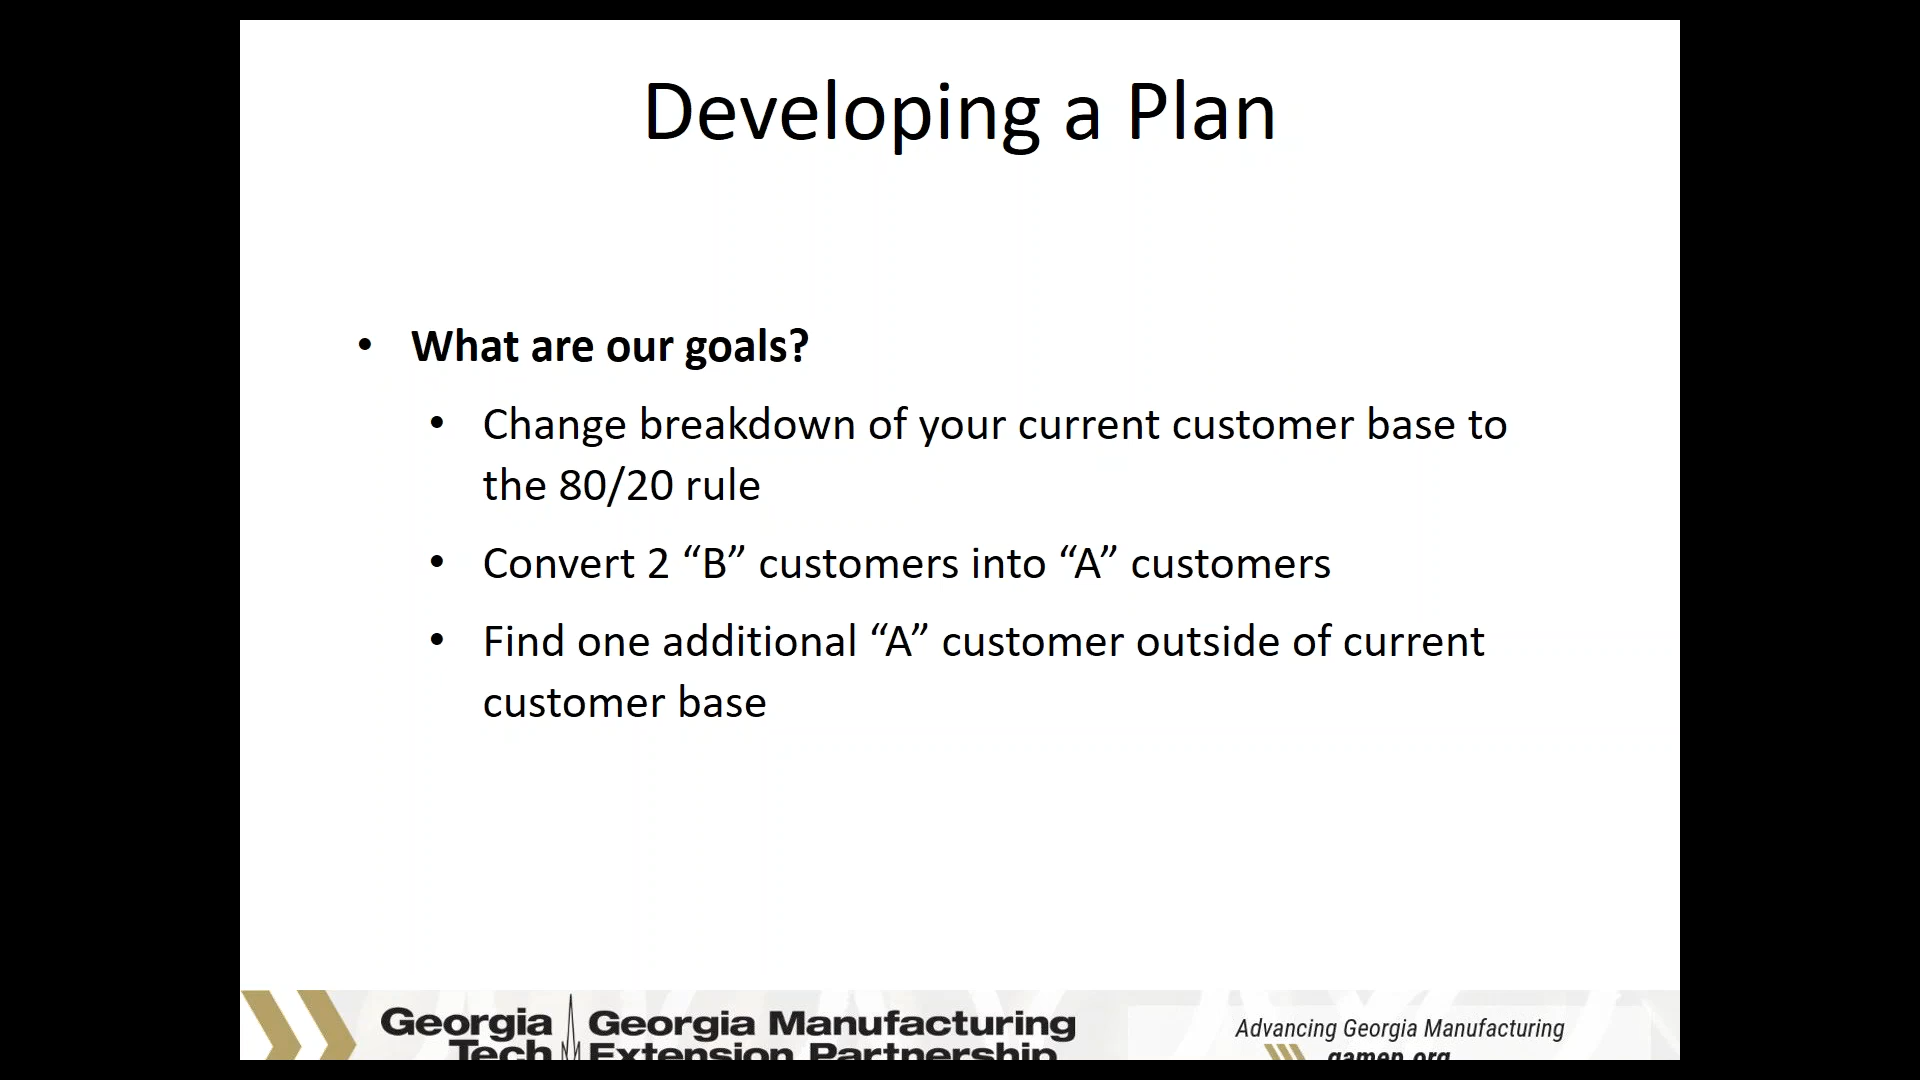 Developing a Plan
• What are our goals?
• Change breakdown of your current customer base to
the 80/20 rule
• Convert 2 “B” customers into “A” customers
• Find one additional “A” customer outside of current
customer base
Georgia Georgia Manufacturing
Tech Extension Partnership
Advancing Georgia Manufacturing
gamep.org